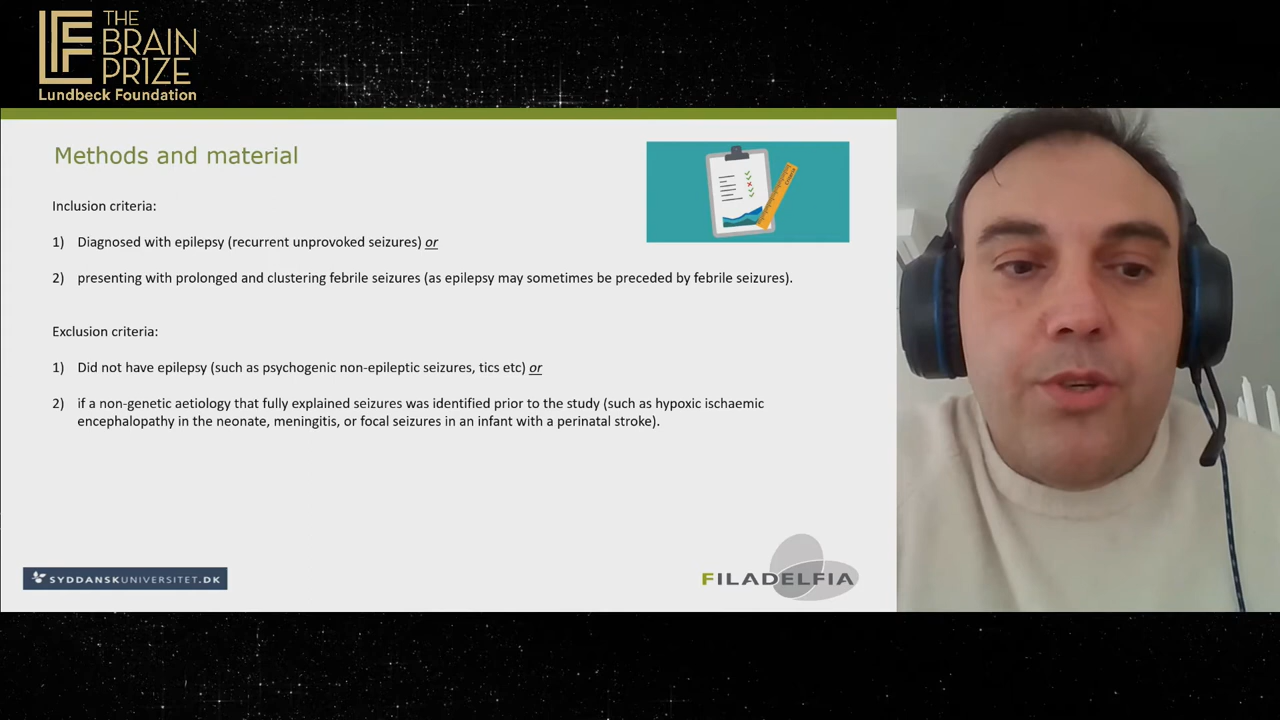 THE
BRAIN
PRIZE
Lundbeck Foundation
Methods and material
Inclusion criteria:
1) Diagnosed with epilepsy (recurrent unprovoked seizures) or
2) presenting with prolonged and clustering febrile seizures (as epilepsy may sometimes be preceded by febrile seizures).
Exclusion criteria:
1) Did not have epilepsy (such as psychogenic non-epileptic seizures, tics etc) or
2) if a non-genetic aetiology that fully explained seizures was identified prior to the study (such as hypoxic ischaemic
encephalopathy in the neonate, meningitis, or focal seizures in an infant with a perinatal stroke).
SYDDANSKUNIVERSITET.DK
FILADELFIA